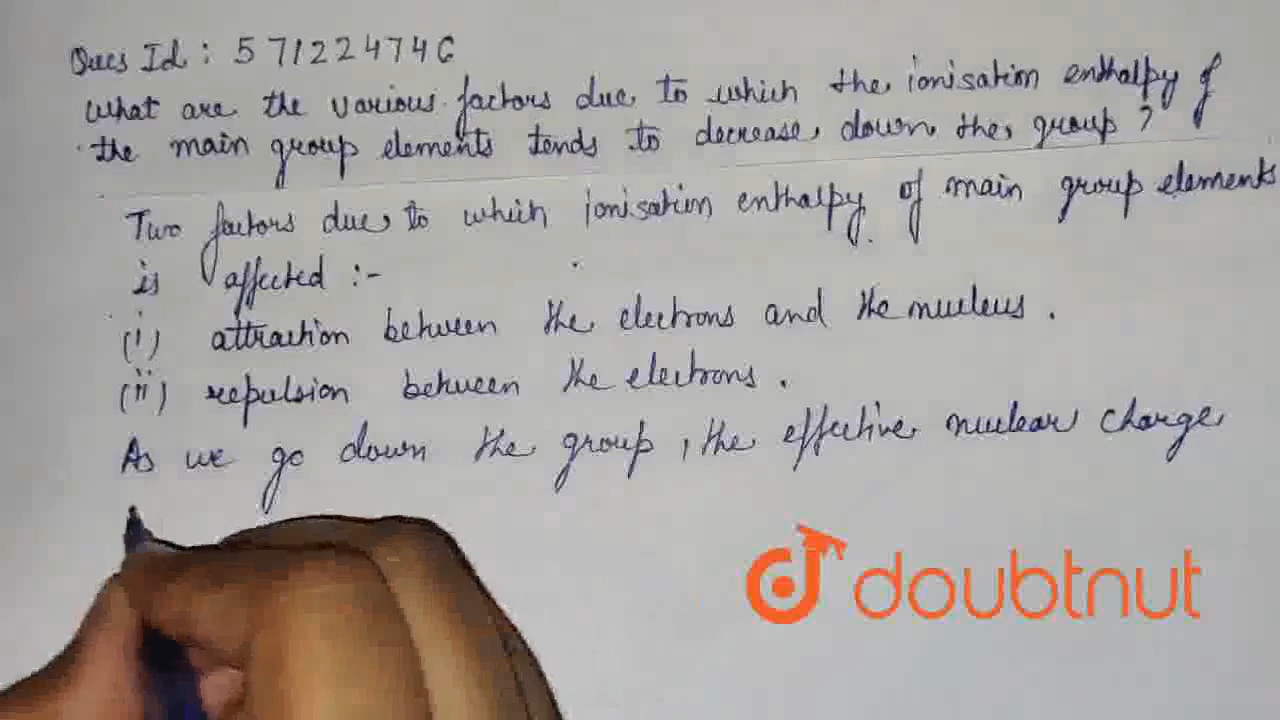 Ques Id : 571224746
What are the various factors due to which the ionisation enthalpy of
the main group elements tends to decrease down the group ?
Two factors due to which ionisation enthalpy of main group elements
is affected :-
(i) attraction between the electrons and the nucleus .
(ii) repulsion between the electrons .
As we go down the group , the effective nuclear charge
doubtnut